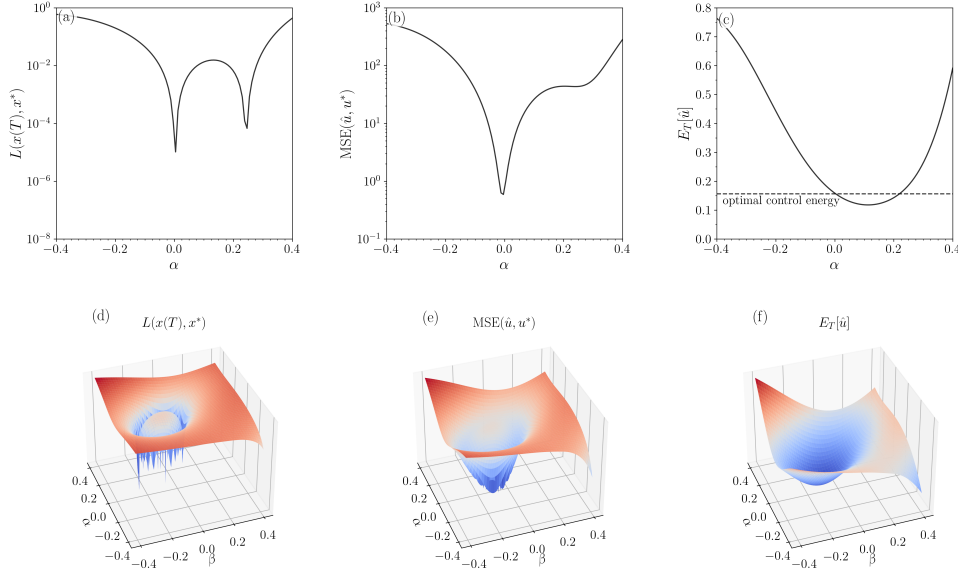 (a)
10^0
10^{-2}
10^{-4}
10^{-6}
10^{-8}
L(x(T), x*)
−0.4 −0.2 0.0 0.2 0.4
α
(b)
10^3
10^2
10^1
10^0
10^{-1}
MSE(û, u*)
−0.4 −0.2 0.0 0.2 0.4
α
(c)
0.8
0.7
0.6
0.5
0.4
0.3
0.2
0.1
0.0
E_T[û]
optimal control energy
−0.4 −0.2 0.0 0.2 0.4
α
(d)
L(x(T), x*)
0.4
0.2
0.0
−0.2
−0.4
α
−0.4 −0.2 0.0 0.2 0.4
β
(e)
MSE(û, u*)
0.4
0.2
0.0
−0.2
−0.4
α
−0.4 −0.2 0.0 0.2 0.4
β
(f)
E_T[û]
0.4
0.2
0.0
−0.2
−0.4
α
−0.4 −0.2 0.0 0.2 0.4
β